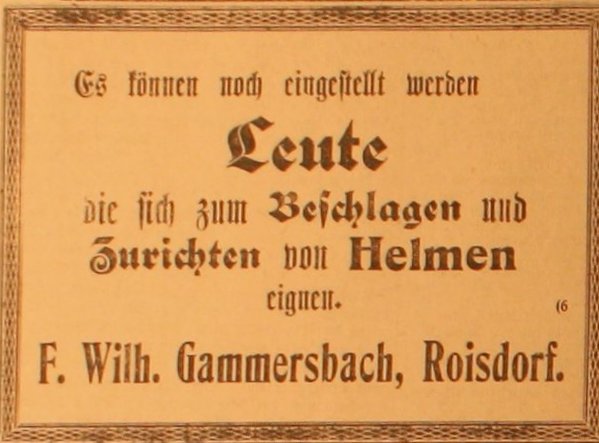 Es können noch eingestellt werden
Leute
die sich zum Beschlagen und
Zurichten von Helmen
eignen.
(6
F. Wilh. Gammersbach, Roisdorf.